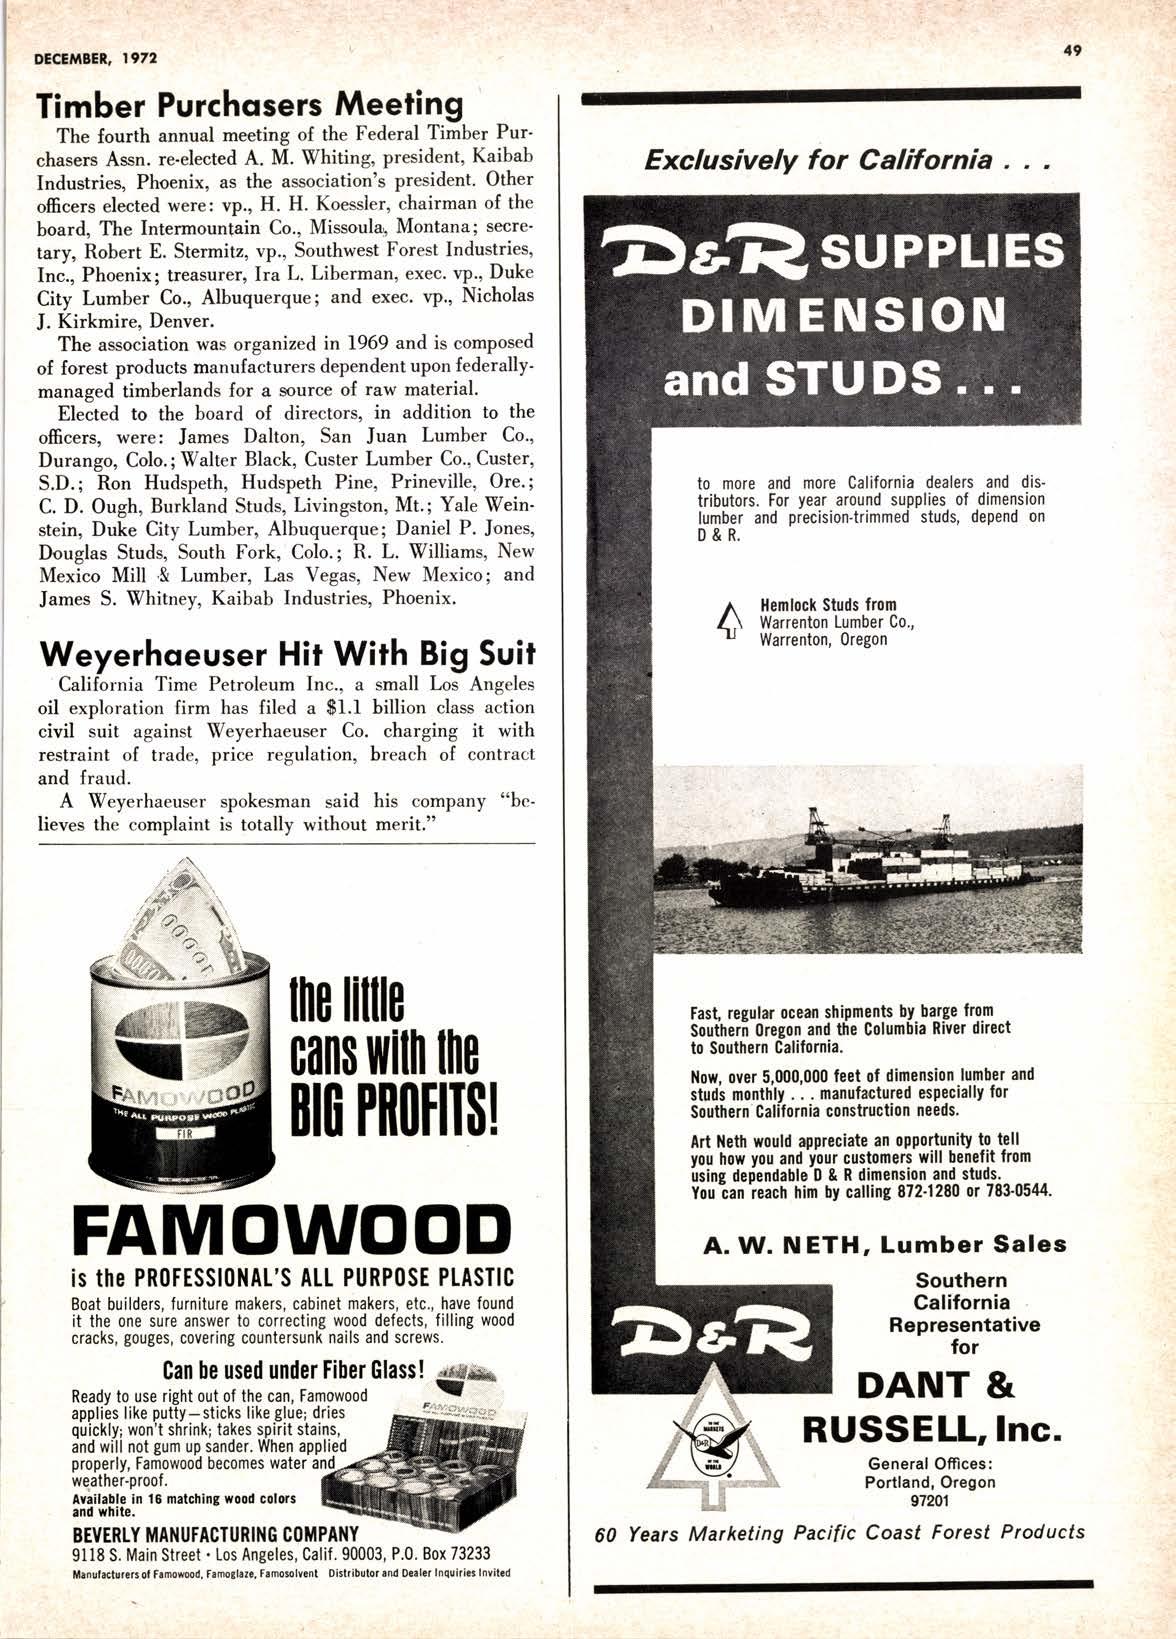 DECEMBER, 1972
49
Timber Purchasers Meeting
The fourth annual meeting of the Federal Timber Pur-
chasers Assn. re-elected A. M. Whiting, president, Kaibab
Industries, Phoenix, as the association's president. Other
officers elected were: vp., H. H. Koessler, chairman of the
board, The Intermountain Co., Missoula, Montana; secre-
tary, Robert E. Stermitz, vp., Southwest Forest Industries,
Inc., Phoenix; treasurer, Ira L. Liberman, exec. vp., Duke
City Lumber Co., Albuquerque; and exec. vp., Nicholas
J. Kirkmire, Denver.
The association was organized in 1969 and is composed
of forest products manufacturers dependent upon federally-
managed timberlands for a source of raw material.
Elected to the board of directors, in addition to the
officers, were: James Dalton, San Juan Lumber Co.,
Durango, Colo.; Walter Black, Custer Lumber Co., Custer,
S.D.; Ron Hudspeth, Hudspeth Pine, Prineville, Ore.;
C. D. Ough, Burkland Studs, Livingston, Mt.; Yale Wein-
stein, Duke City Lumber, Albuquerque; Daniel P. Jones,
Douglas Studs, South Fork, Colo.; R. L. Williams, New
Mexico Mill & Lumber, Las Vegas, New Mexico; and
James S. Whitney, Kaibab Industries, Phoenix.
Weyerhaeuser Hit With Big Suit
California Time Petroleum Inc., a small Los Angeles
oil exploration firm has filed a $1.1 billion class action
civil suit against Weyerhaeuser Co. charging it with
restraint of trade, price regulation, breach of contract
and fraud.
A Weyerhaeuser spokesman said his company "be-
lieves the complaint is totally without merit."
the little
cans with the
BIG PROFITS!
FAMOWOOD
THE ALL PURPOSE WOOD PLASTIC
FIR
FAMOWOOD
is the PROFESSIONAL'S ALL PURPOSE PLASTIC
Boat builders, furniture makers, cabinet makers, etc., have found
it the one sure answer to correcting wood defects, filling wood
cracks, gouges, covering countersunk nails and screws.
Can be used under Fiber Glass!
Ready to use right out of the can, Famowood
applies like putty—sticks like glue; dries
quickly; won't shrink; takes spirit stains,
and will not gum up sander. When applied
properly, Famowood becomes water and
weather-proof.
Available in 16 matching wood colors
and white.
FAMOWOOD
BEVERLY MANUFACTURING COMPANY
9118 S. Main Street • Los Angeles, Calif. 90003, P.O. Box 73233
Manufacturers of Famowood, Famoglaze, Famosolvent Distributor and Dealer Inquiries Invited
Exclusively for California . . .
D&R SUPPLIES
DIMENSION
and STUDS . . .
to more and more California dealers and dis-
tributors. For year around supplies of dimension
lumber and precision-trimmed studs, depend on
D & R.
Hemlock Studs from
Warrenton Lumber Co.,
Warrenton, Oregon
Fast, regular ocean shipments by barge from
Southern Oregon and the Columbia River direct
to Southern California.
Now, over 5,000,000 feet of dimension lumber and
studs monthly . . . manufactured especially for
Southern California construction needs.
Art Neth would appreciate an opportunity to tell
you how you and your customers will benefit from
using dependable D & R dimension and studs.
You can reach him by calling 872-1280 or 783-0544.
A. W. NETH, Lumber Sales
Southern
California
Representative
for
D&R
DANT &
RUSSELL, Inc.
TO THE
MARKETS
D&R
OF THE
WORLD
General Offices:
Portland, Oregon
97201
60 Years Marketing Pacific Coast Forest Products